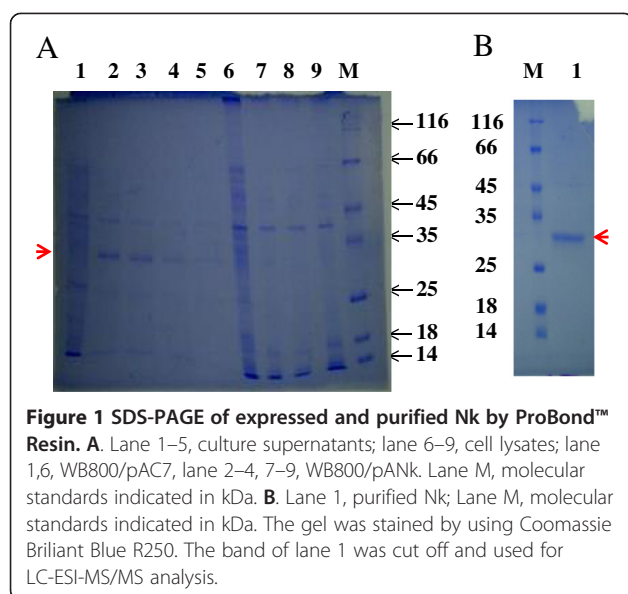 A
1 2 3 4 5 6 7 8 9 M
116
66
45
35
25
18
14
B
M 1
116
66
45
35
25
18
14
Figure 1 SDS-PAGE of expressed and purified Nk by ProBond™
Resin. A. Lane 1–5, culture supernatants; lane 6–9, cell lysates; lane
1,6, WB800/pAC7, lane 2–4, 7–9, WB800/pANk. Lane M, molecular
standards indicated in kDa. B. Lane 1, purified Nk; Lane M, molecular
standards indicated in kDa. The gel was stained by using Coomassie
Briliant Blue R250. The band of lane 1 was cut off and used for
LC-ESI-MS/MS analysis.